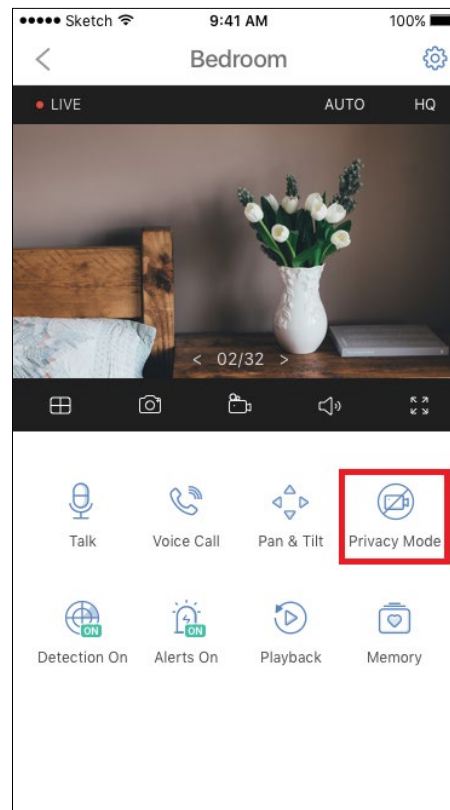 Sketch 9:41 AM 100%
Bedroom
LIVE AUTO HQ
< 02/32 >
Talk Voice Call Pan & Tilt Privacy Mode
ON ON
Detection On Alerts On Playback Memory